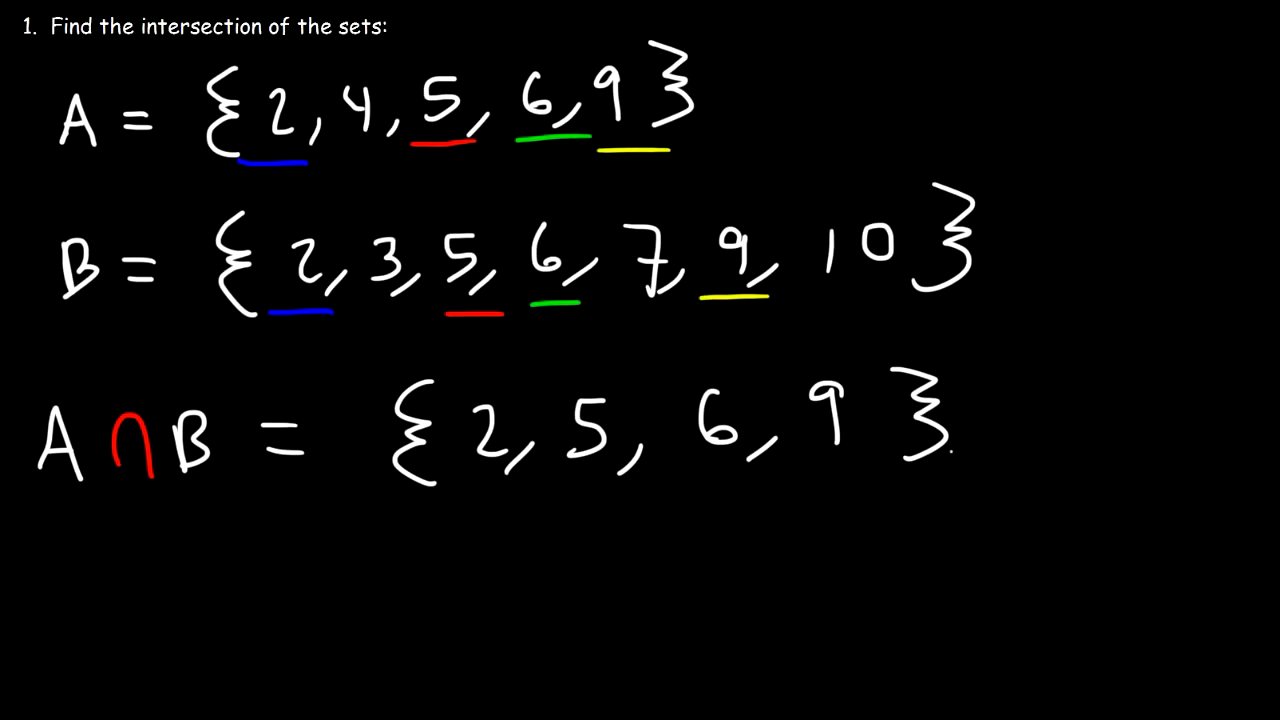 1. Find the intersection of the sets:
A = {2, 4, 5, 6, 9}
B = {2, 3, 5, 6, 7, 9, 10}
A ∩ B = {2, 5, 6, 9}